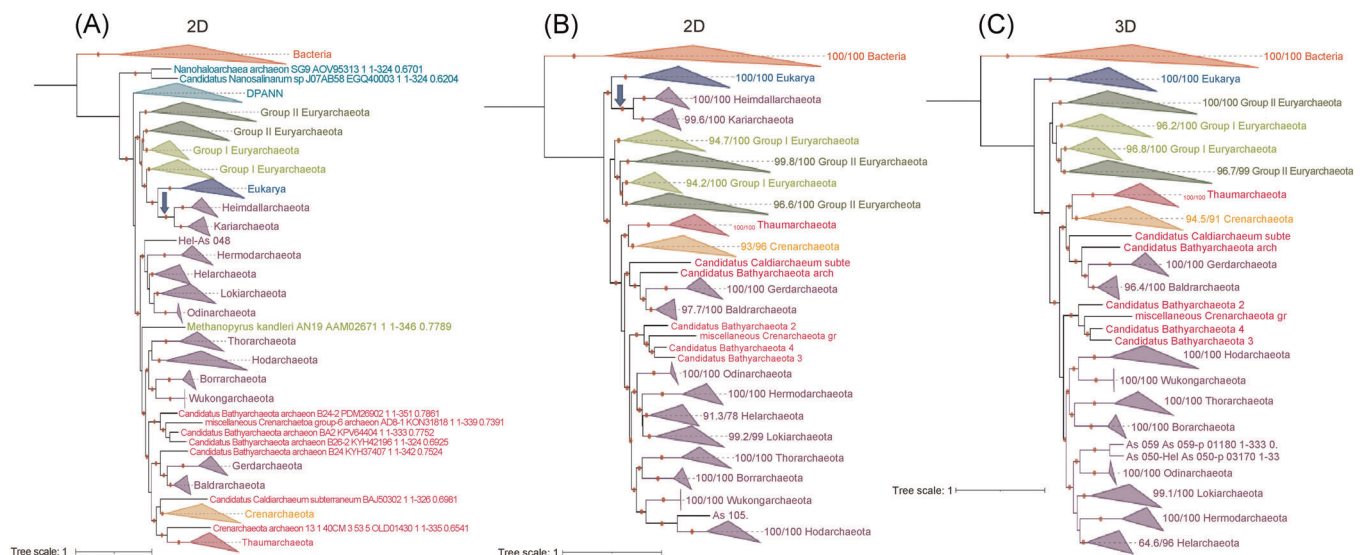 (A)
2D
Bacteria
Nanohaloarchaea archaeon SG9 AOV95313 1 1-324 0.6701
Candidatus Nanosalinarum sp J07AB58 EGQ40003 1 1-324 0.6204
DPANN
Group II Euryarchaeota
Group II Euryarchaeota
Group I Euryarchaeota
Group I Euryarchaeota
Eukarya
Heimdallarchaeota
Kariarchaeota
Hel-As 048
Hermodarchaeota
Helarchaeota
Lokiarchaeota
Odinarchaeota
Methanopyrus kandleri AN19 AAM02671 1 1-346 0.7789
Thorarchaeota
Hodarchaeota
Borrarchaeota
Wukongarchaeota
Candidatus Bathyarchaeota archaeon B24-2 PDM26902 1 1-351 0.7861
miscellaneous Crenarchaetoa group-6 archaeon AD8-1 KON31818 1 1-339 0.7391
Candidatus Bathyarchaeota archaeon BA2 KPV64404 1 1-333 0.7752
Candidatus Bathyarchaeota archaeon B26-2 KYH42196 1 1-324 0.6925
Candidatus Bathyarchaeota archaeon B24 KYH37407 1 1-342 0.7524
Gerdarchaeota
Baldrarchaeota
Candidatus Caldiarchaeum subterraneum BAJ50302 1 1-326 0.6981
Crenarchaeota
Crenarchaeota archaeon 13 1 40CM 3 53 5 OLD01430 1 1-335 0.6541
Thaumarchaeota
Tree scale: 1
(B)
2D
100/100 Bacteria
100/100 Eukarya
100/100 Heimdallarchaeota
99.6/100 Kariarchaeota
94.7/100 Group I Euryarchaeota
99.8/100 Group II Euryarchaeota
94.2/100 Group I Euryarchaeota
96.6/100 Group II Euryarcheota
100/100 Thaumarchaeota
93/96 Crenarchaeota
Candidatus Caldiarchaeum subte
Candidatus Bathyarchaeota arch
100/100 Gerdarchaeota
97.7/100 Baldrarchaeota
Candidatus Bathyarchaeota 2
miscellaneous Crenarchaeota gr
Candidatus Bathyarchaeota 4
Candidatus Bathyarchaeota 3
100/100 Odinarchaeota
100/100 Hermodarchaeota
91.3/78 Helarchaeota
99.2/99 Lokiarchaeota
100/100 Thorarchaeota
100/100 Borrarchaeota
100/100 Wukongarchaeota
As 105.
100/100 Hodarchaeota
Tree scale: 1
(C)
3D
100/100 Bacteria
100/100 Eukarya
100/100 Group II Euryarchaeota
96.2/100 Group I Euryarchaeota
96.8/100 Group I Euryarchaeota
96.7/99 Group II Euryarchaeota
100/100 Thaumarchaeota
94.5/91 Crenarchaeota
Candidatus Caldiarchaeum subte
Candidatus Bathyarchaeota arch
100/100 Gerdarchaeota
96.4/100 Baldrarchaeota
Candidatus Bathyarchaeota 2
miscellaneous Crenarchaeota gr
Candidatus Bathyarchaeota 4
Candidatus Bathyarchaeota 3
100/100 Hodarchaeota
100/100 Wukongarchaeota
100/100 Thorarchaeota
100/100 Borarchaeota
As 059 As 059-p 01180 1-333 0.
As 050-Hel As 050-p 03170 1-33
100/100 Odinarchaeota
99.1/100 Lokiarchaeota
100/100 Hermodarchaeota
64.6/96 Helarchaeota
Tree scale: 1